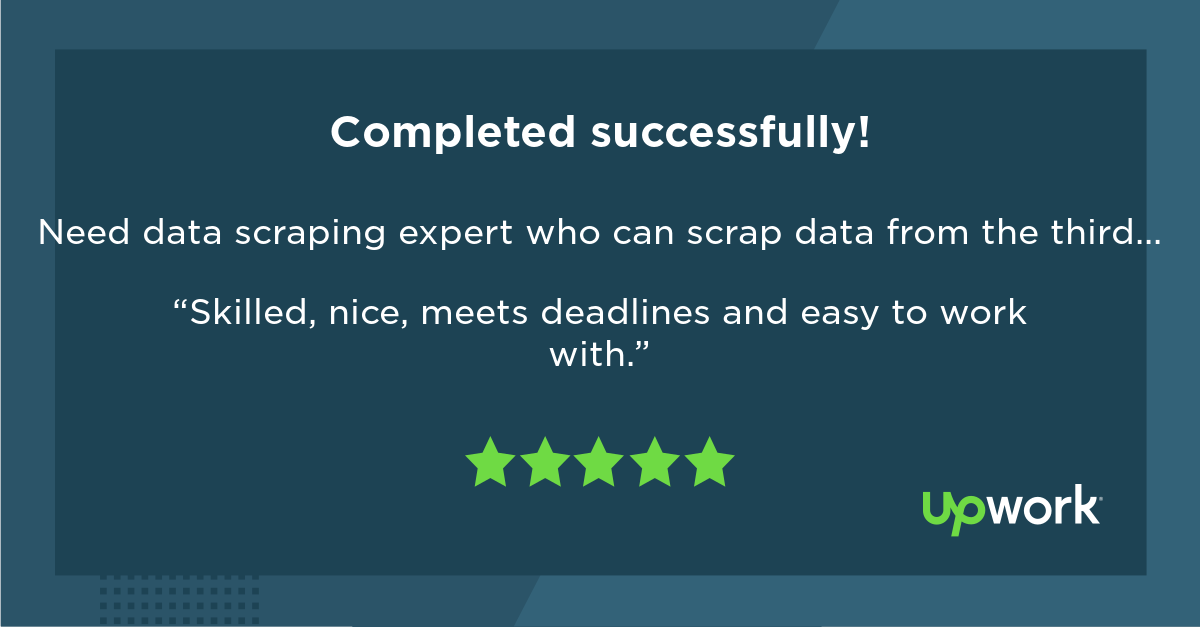 Completed successfully!
Need data scraping expert who can scrap data from the third...
“Skilled, nice, meets deadlines and easy to work
with.”
upwork